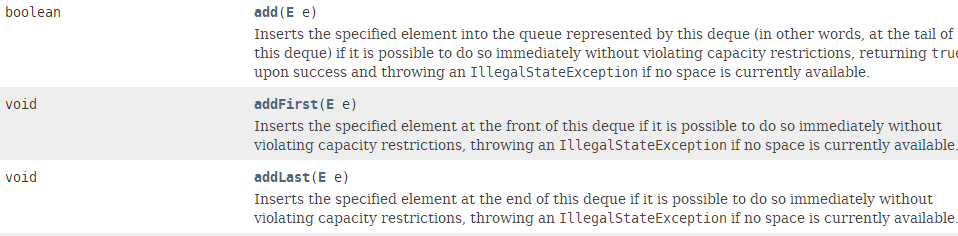 boolean add(E e)
Inserts the specified element into the queue represented by this deque (in other words, at the tail of
this deque) if it is possible to do so immediately without violating capacity restrictions, returning true
upon success and throwing an IllegalStateException if no space is currently available.
void addFirst(E e)
Inserts the specified element at the front of this deque if it is possible to do so immediately without
violating capacity restrictions, throwing an IllegalStateException if no space is currently available.
void addLast(E e)
Inserts the specified element at the end of this deque if it is possible to do so immediately without
violating capacity restrictions, throwing an IllegalStateException if no space is currently available.